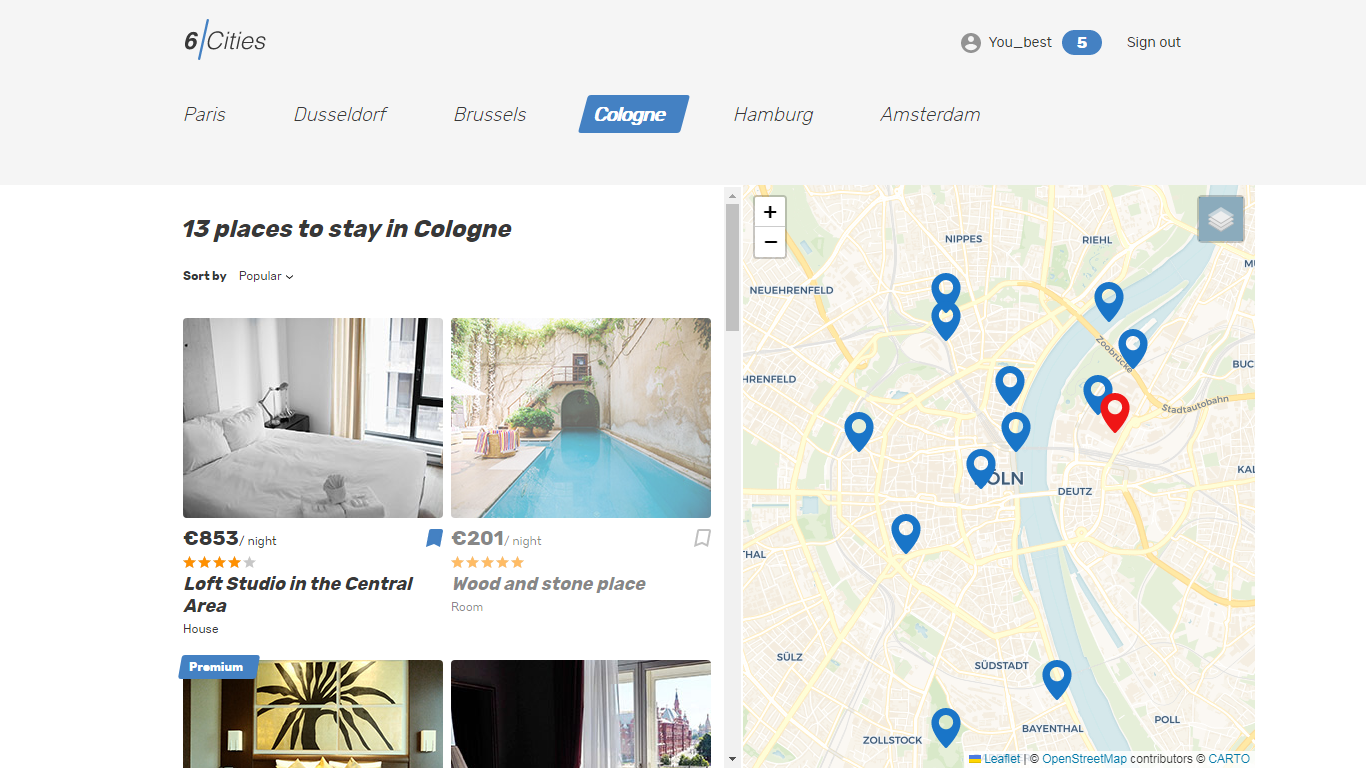 6 Cities
You_best 5 Sign out
Paris Dusseldorf Brussels Cologne Hamburg Amsterdam
13 places to stay in Cologne
Sort by Popular
€853/ night
Loft Studio in the Central
Area
House
€201/ night
Wood and stone place
Room
Premium
+
−
NIPPES
RIEHL
NEUEHRENFELD
Zoobrücke
HRENFELD
BUC
Stadtautobahn
KAL
ÖLN
DEUTZ
THAL
SÜLZ
SÜDSTADT
POLL
BAYENTHAL
ZOLLSTOCK
Leaflet | © OpenStreetMap contributors © CARTO